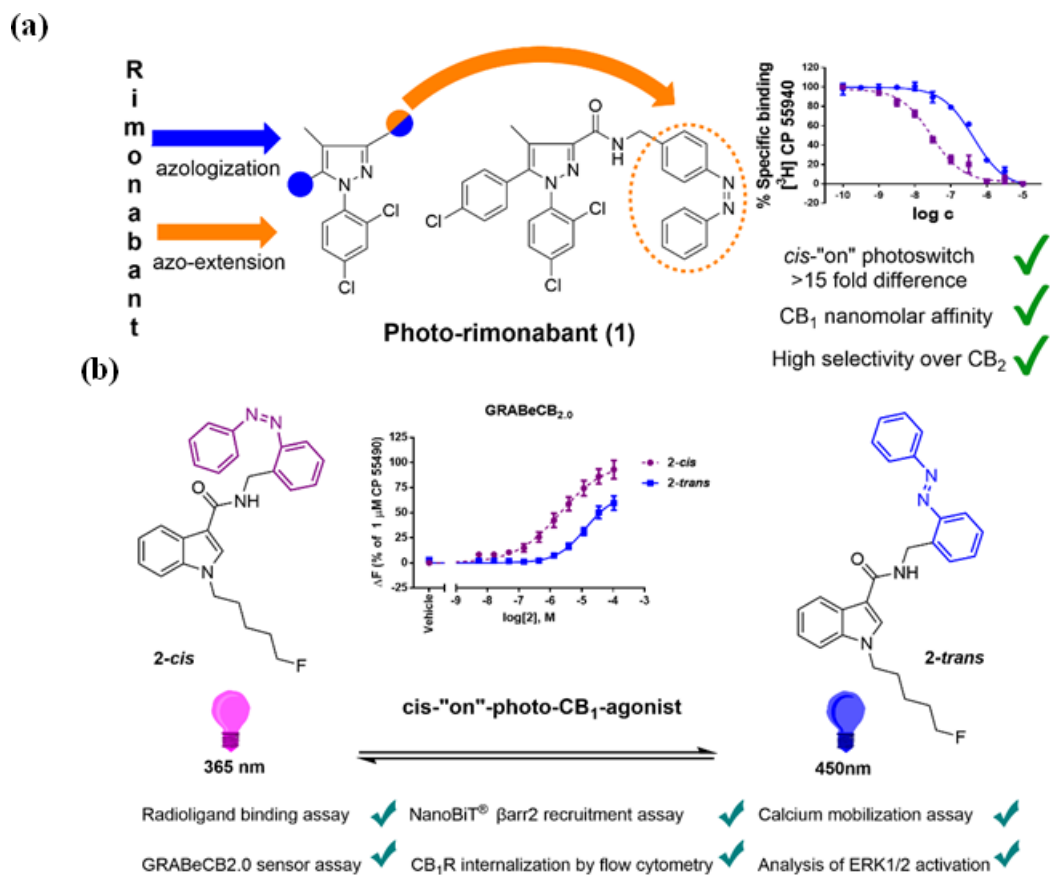 (a)
Rimonabant
azologization
azo-extension
N
N
Cl
Cl
O
N
H
N
N
Cl
Cl
Cl
N
N
Photo-rimonabant (1)
% Specific binding
[³H] CP 55940
120
100
80
60
40
20
0
-10 -9 -8 -7 -6 -5
log c
cis-"on" photoswitch
>15 fold difference
CB₁ nanomolar affinity
High selectivity over CB₂
(b)
N=N
O
NH
N
F
2-cis
365 nm
GRABeCB₂.₀
ΔF (% of 1 μM CP 55490)
125
100
75
50
25
0
-25
Vehicle
-9 -8 -7 -6 -5 -4 -3
log[2], M
2-cis
2-trans
cis-"on"-photo-CB₁-agonist
N
N
O
NH
N
F
2-trans
450nm
Radioligand binding assay
NanoBiT® βarr2 recruitment assay
Calcium mobilization assay
GRABeCB2.0 sensor assay
CB₁R internalization by flow cytometry
Analysis of ERK1/2 activation